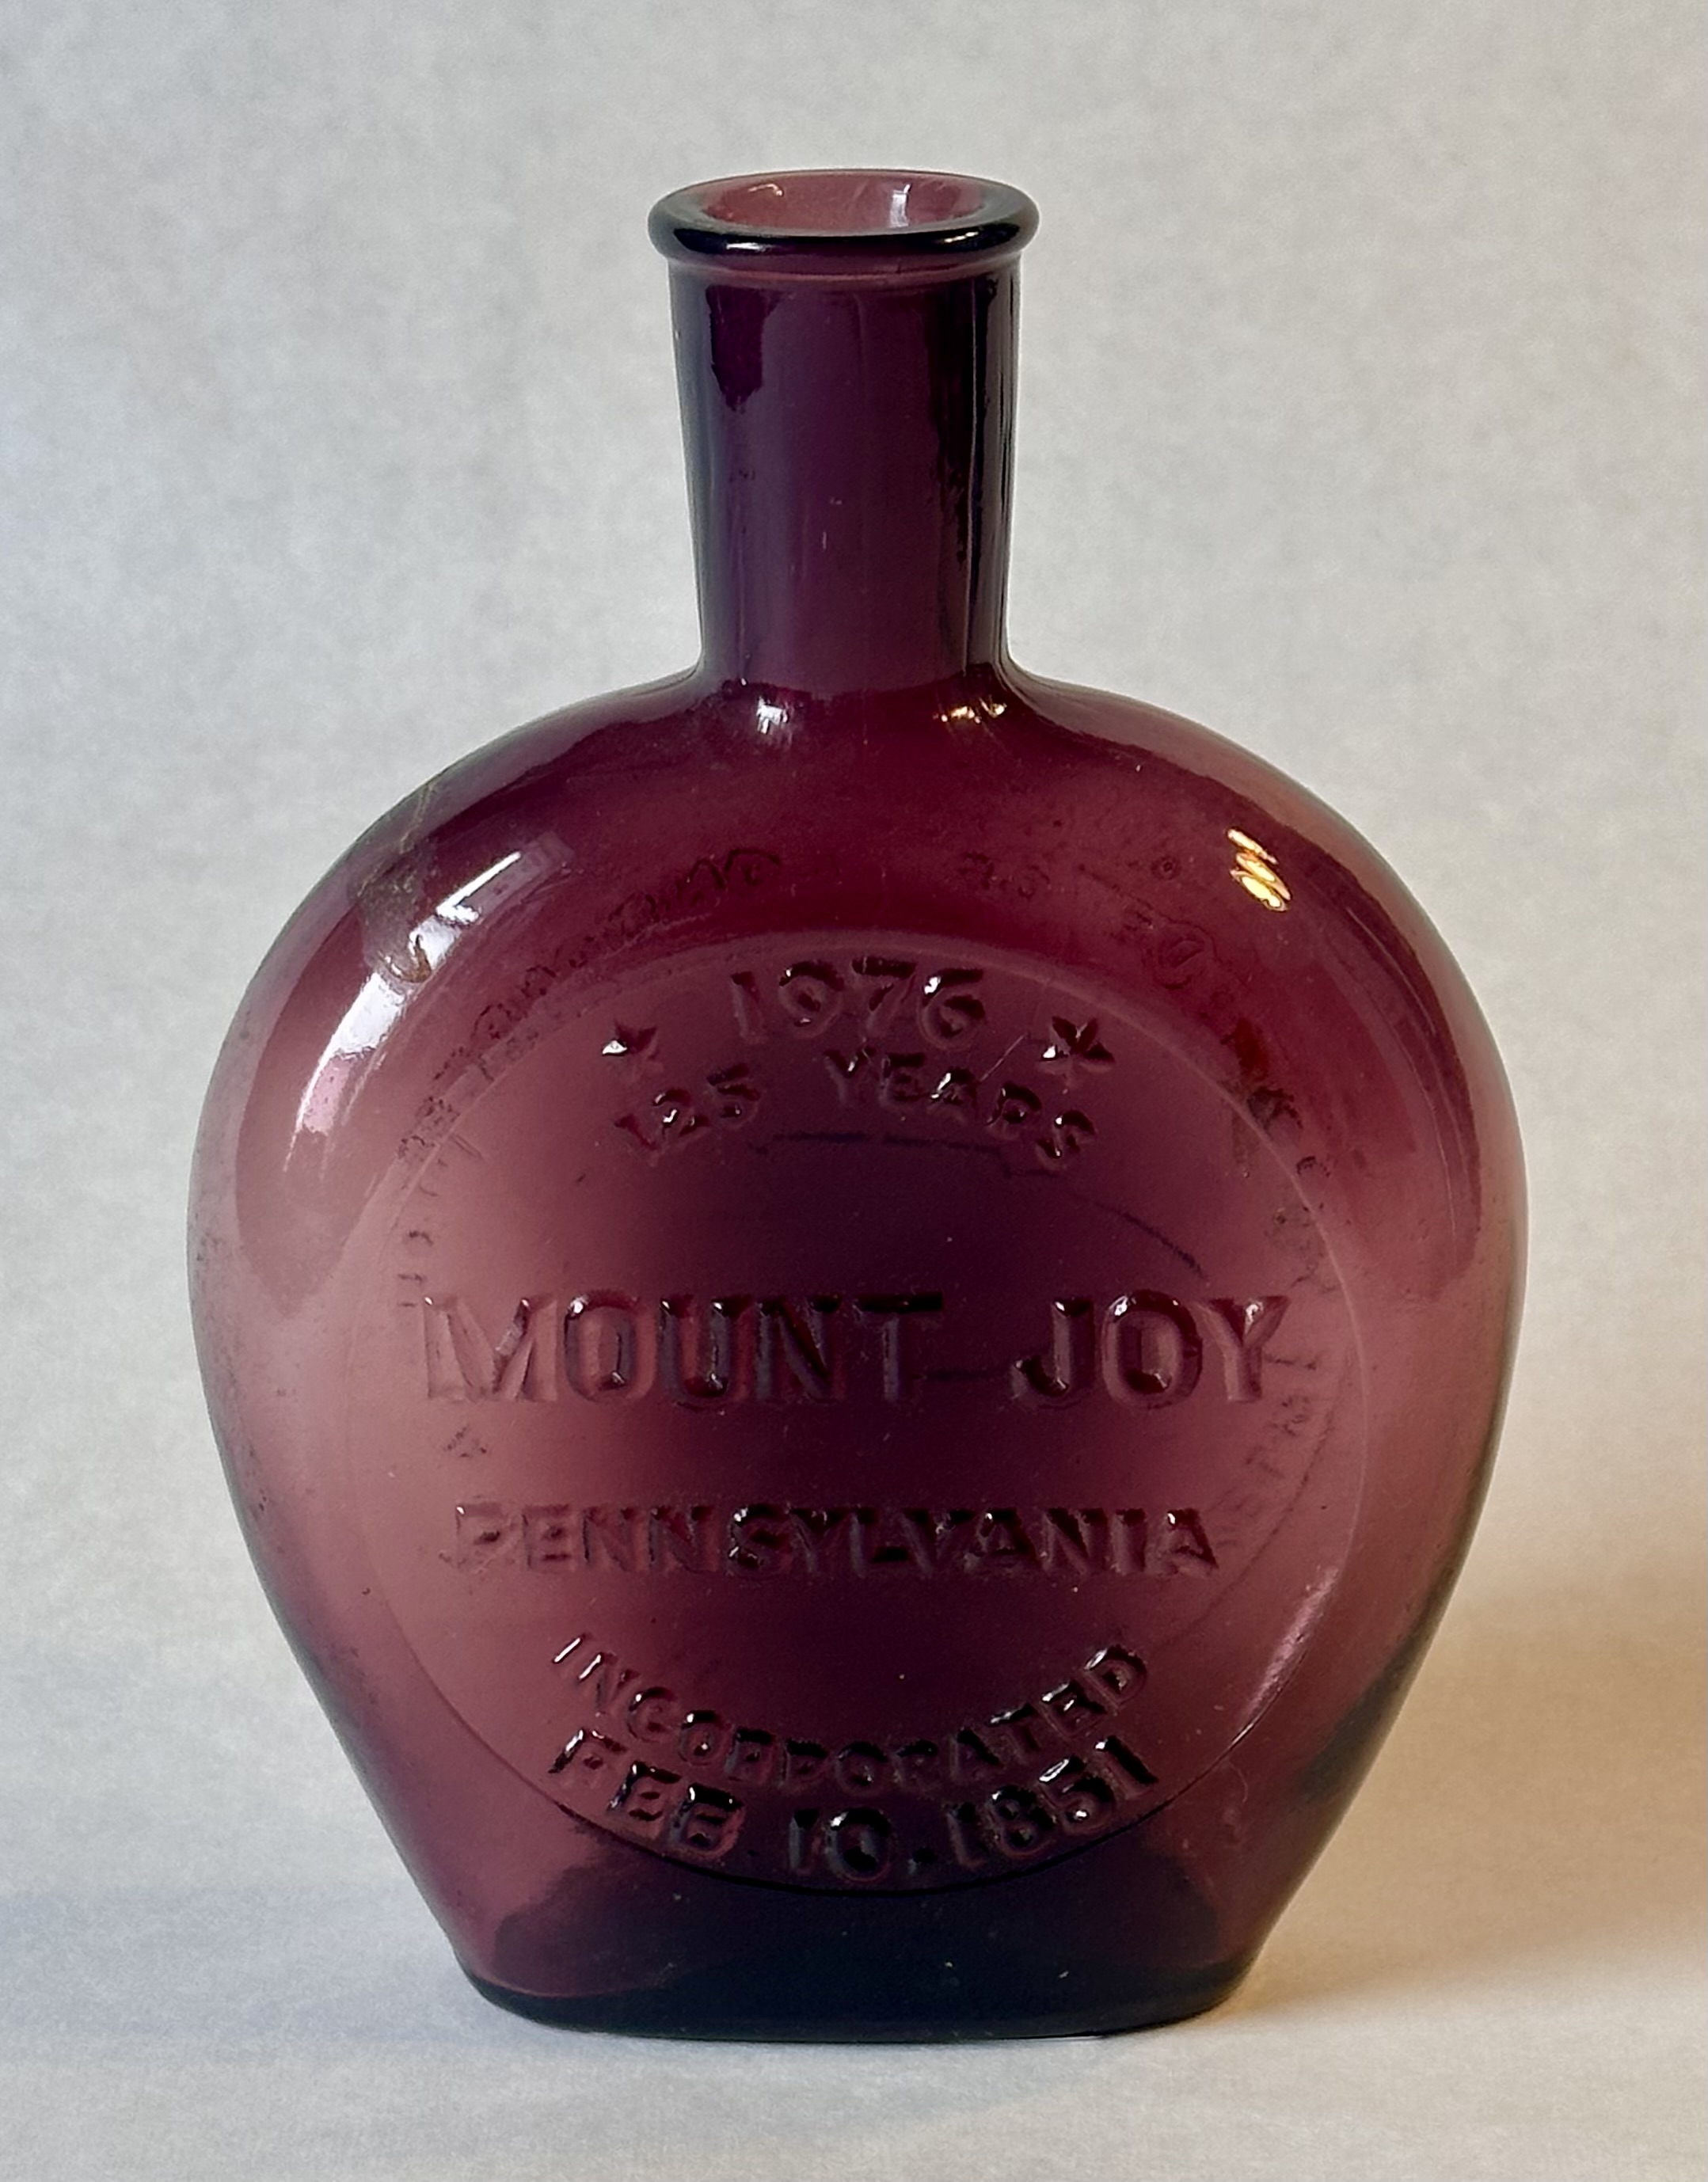 1976
125 YEARS
MOUNT JOY
PENNSYLVANIA
INCORPORATED
FEB 10.1851